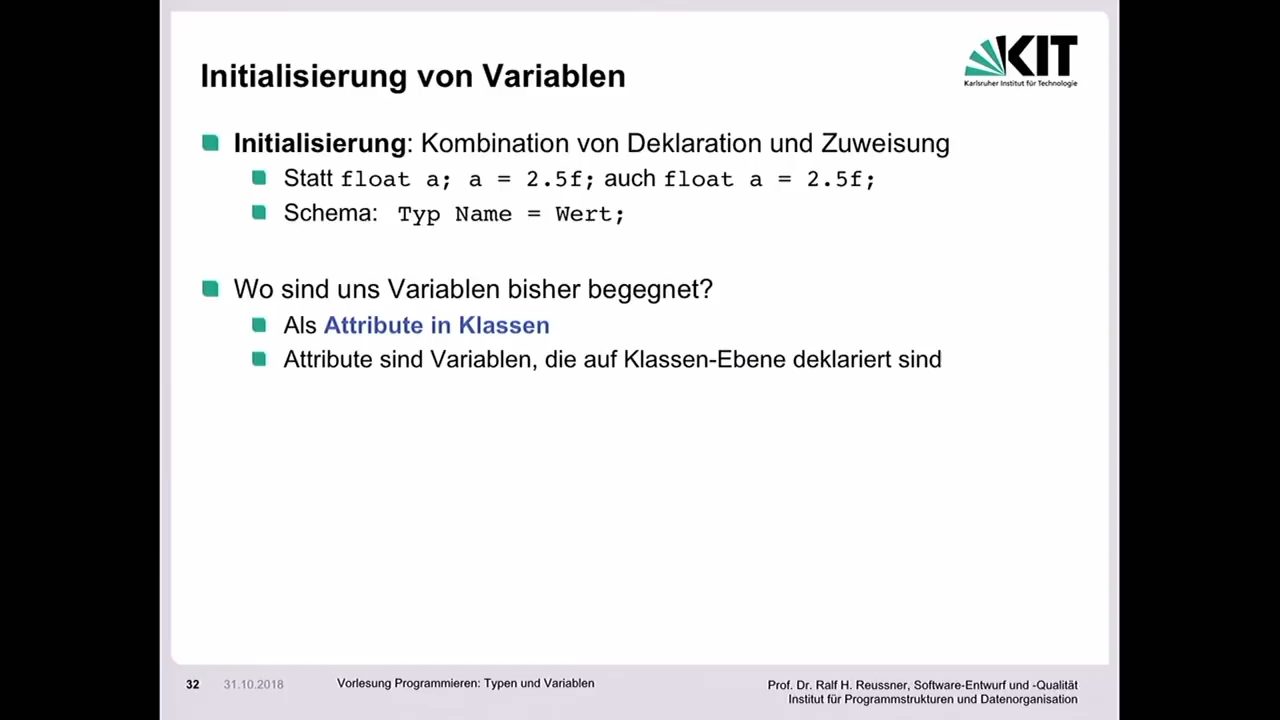 Initialisierung von Variablen
KIT
Karlsruher Institut für Technologie
Initialisierung: Kombination von Deklaration und Zuweisung
Statt float a; a = 2.5f; auch float a = 2.5f;
Schema: Typ Name = Wert;
Wo sind uns Variablen bisher begegnet?
Als Attribute in Klassen
Attribute sind Variablen, die auf Klassen-Ebene deklariert sind
32 31.10.2018 Vorlesung Programmieren: Typen und Variablen
Prof. Dr. Ralf H. Reussner, Software-Entwurf und -Qualität
Institut für Programmstrukturen und Datenorganisation